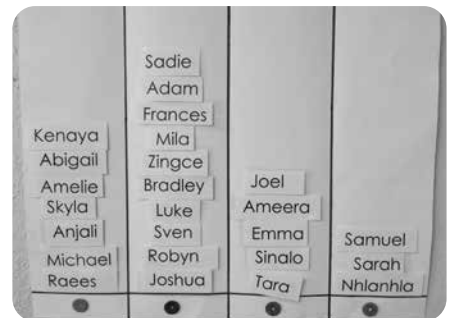 Kenaya
Abigail
Amelie
Skyla
Anjali
Michael
Raees
Sadie
Adam
Frances
Mila
Zingce
Bradley
Luke
Sven
Robyn
Joshua
Joel
Ameera
Emma
Sinalo
Tara
Samuel
Sarah
Nhlanhla